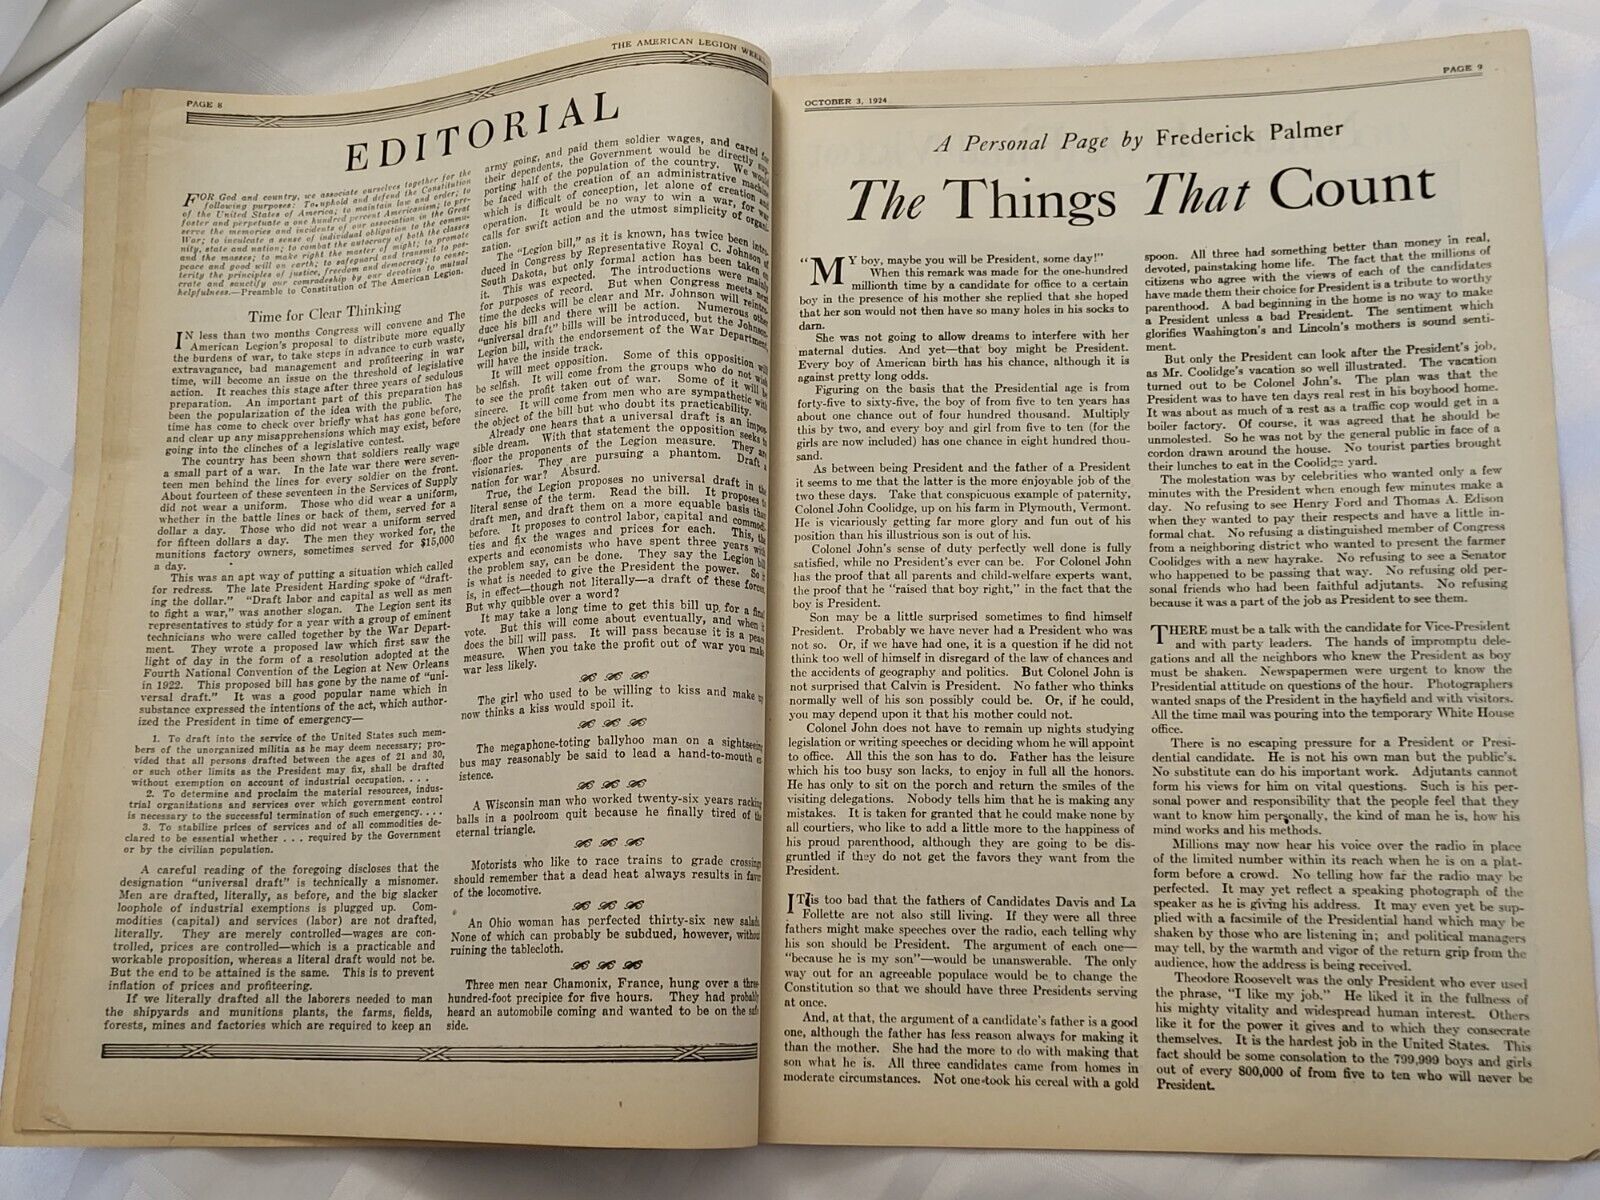 PAGE 8
THE AMERICAN LEGION
EDITORIAL
FOR God and country, we associate ourselves together for the
following purposes: To uphold and defend the Constitution
of the United States of America; to maintain law and order; to
foster and perpetuate a one hundred percent Americanism; to pre-
serve the memories and incidents of our association in the Great
War; to inculcate a sense of individual obligation to the commu-
nity, state and nation; to combat the autocracy of both the classes
and the masses; to make right the master of might; to promote
peace and good will on earth; to safeguard and transmit to pos-
terity the principles of justice, freedom and democracy; to conse-
crate and sanctify our comradeship by our devotion to mutual
helpfulness.—Preamble to Constitution of The American Legion.
Time for Clear Thinking
IN less than two months Congress will convene and The
American Legion's proposal to distribute more equally
the burdens of war, to take steps in advance to curb waste,
extravagance, bad management and profiteering in war
time, will become an issue on the threshold of legislative
action. It reaches this stage after three years of sedulous
preparation. An important part of this preparation has
been the popularization of the idea with the public. The
time has come to check over briefly what has gone before,
and clear up any misapprehensions which may exist, before
going into the clinches of a legislative contest.
The country has been shown that soldiers really wage
a small part of a war. In the late war there were seven-
teen men behind the lines for every soldier on the front.
About fourteen of these seventeen in the Services of Supply
did not wear a uniform. Those who did wear a uniform,
whether in the battle lines or back of them, served for a
dollar a day. Those who did not wear a uniform served
for fifteen dollars a day. The men they worked for, the
munitions factory owners, sometimes served for $15,000
a day.
This was an apt way of putting a situation which called
for redress. The late President Harding spoke of "draft-
ing the dollar." "Draft labor and capital as well as men
to fight a war," was another slogan. The Legion sent its
representatives to study for a year with a group of eminent
technicians who were called together by the War Depart-
ment. They wrote a proposed law which first saw the
light of day in the form of a resolution adopted at the
Fourth National Convention of the Legion at New Orleans
in 1922. This proposed bill has gone by the name of "uni-
versal draft." It was a good popular name which in
substance expressed the intentions of the act, which author-
ized the President in time of emergency—
1. To draft into the service of the United States such mem-
bers of the unorganized militia as he may deem necessary; pro-
vided that all persons drafted between the ages of 21 and 30,
or such other limits as the President may fix, shall be drafted
without exemption on account of industrial occupation. . . .
2. To determine and proclaim the material resources, indus-
trial organizations and services over which government control
is necessary to the successful termination of such emergency. . . .
3. To stabilize prices of services and of all commodities de-
clared to be essential whether . . . required by the Government
or by the civilian population.
A careful reading of the foregoing discloses that the
designation "universal draft" is technically a misnomer.
Men are drafted, literally, as before, and the big slacker
loophole of industrial exemptions is plugged up. Com-
modities (capital) and services (labor) are not drafted,
literally. They are merely controlled—wages are con-
trolled, prices are controlled—which is a practicable and
workable proposition, whereas a literal draft would not be.
But the end to be attained is the same. This is to prevent
inflation of prices and profiteering.
If we literally drafted all the laborers needed to man
the shipyards and munitions plants, the farms, fields,
forests, mines and factories which are required to keep an
army going, and paid them soldier wages, and cared for
their dependents, the Government would be directly sup-
porting half of the population of the country. We would
be faced with the creation of an administrative machine
which is difficult of conception, let alone of creation and
operation. It would be no way to win a war, for war
calls for swift action and the utmost simplicity of organi-
zation.
The "Legion bill," as it is known, has twice been intro-
duced in Congress by Representative Royal C. Johnson of
South Dakota, but only formal action has been taken on
it. This was expected. The introductions were mainly
for purposes of record. But when Congress meets next
time the decks will be clear and Mr. Johnson will reintro-
duce his bill and there will be action. Numerous other
"universal draft" bills will be introduced, but the Johnson-
Legion bill, with the endorsement of the War Department,
will have the inside track.
It will meet opposition. Some of this opposition will
be selfish. It will come from the groups who do not wish
to see the profit taken out of war. Some of it will be
sincere. It will come from men who are sympathetic with
the object of the bill but who doubt its practicability.
Already one hears that a universal draft is an impos-
sible dream. With that statement the opposition seeks to
floor the proponents of the Legion measure. They are
visionaries. They are pursuing a phantom. Draft a
nation for war? Absurd.
True, the Legion proposes no universal draft in the
literal sense of the term. Read the bill. It proposes to
draft men, and draft them on a more equable basis than
before. It proposes to control labor, capital and commodi-
ties and fix the wages and prices for each. This, the
experts and economists who have spent three years with
the problem say, can be done. They say the Legion bill
is what is needed to give the President the power. So it
is, in effect—though not literally—a draft of these forces.
But why quibble over a word?
It may take a long time to get this bill up for a final
vote. But this will come about eventually, and when it
does the bill will pass. It will pass because it is a peace
measure. When you take the profit out of war you make
war less likely.
The girl who used to be willing to kiss and make up
now thinks a kiss would spoil it.
The megaphone-toting ballyhoo man on a sightseeing
bus may reasonably be said to lead a hand-to-mouth ex-
istence.
A Wisconsin man who worked twenty-six years racking
balls in a poolroom quit because he finally tired of the
eternal triangle.
Motorists who like to race trains to grade crossings
should remember that a dead heat always results in favor
of the locomotive.
An Ohio woman has perfected thirty-six new salads.
None of which can probably be subdued, however, without
ruining the tablecloth.
Three men near Chamonix, France, hung over a three-
hundred-foot precipice for five hours. They had probably
heard an automobile coming and wanted to be on the safe
side.
OCTOBER 3, 1924
PAGE 9
A Personal Page by Frederick Palmer
The Things That Count
"MY boy, maybe you will be President, some day!"
When this remark was made for the one-hundred
millionth time by a candidate for office to a certain
boy in the presence of his mother she replied that she hoped
that her son would not then have so many holes in his socks to
darn.
She was not going to allow dreams to interfere with her
maternal duties. And yet—that boy might be President.
Every boy of American birth has his chance, although it is
against pretty long odds.
Figuring on the basis that the Presidential age is from
forty-five to sixty-five, the boy of from five to ten years has
about one chance out of four hundred thousand. Multiply
this by two, and every boy and girl from five to ten (for the
girls are now included) has one chance in eight hundred thou-
sand.
As between being President and the father of a President
it seems to me that the latter is the more enjoyable job of the
two these days. Take that conspicuous example of paternity,
Colonel John Coolidge, up on his farm in Plymouth, Vermont.
He is vicariously getting far more glory and fun out of his
position than his illustrious son is out of his.
Colonel John's sense of duty perfectly well done is fully
satisfied, while no President's ever can be. For Colonel John
has the proof that all parents and child-welfare experts want,
the proof that he "raised that boy right," in the fact that the
boy is President.
Son may be a little surprised sometimes to find himself
President. Probably we have never had a President who was
not so. Or, if we have had one, it is a question if he did not
think too well of himself in disregard of the law of chances and
the accidents of geography and politics. But Colonel John is
not surprised that Calvin is President. No father who thinks
normally well of his son possibly could be. Or, if he could,
you may depend upon it that his mother could not.
Colonel John does not have to remain up nights studying
legislation or writing speeches or deciding whom he will appoint
to office. All this the son has to do. Father has the leisure
which his too busy son lacks, to enjoy in full all the honors.
He has only to sit on the porch and return the smiles of the
visiting delegations. Nobody tells him that he is making any
mistakes. It is taken for granted that he could make none by
all courtiers, who like to add a little more to the happiness of
his proud parenthood, although they are going to be dis-
gruntled if they do not get the favors they want from the
President.
IT is too bad that the fathers of Candidates Davis and La
Follette are not also still living. If they were all three
fathers might make speeches over the radio, each telling why
his son should be President. The argument of each one—
"because he is my son"—would be unanswerable. The only
way out for an agreeable populace would be to change the
Constitution so that we should have three Presidents serving
at once.
And, at that, the argument of a candidate's father is a good
one, although the father has less reason always for making it
than the mother. She had the more to do with making that
son what he is. All three candidates came from homes in
moderate circumstances. Not one took his cereal with a gold
spoon. All three had something better than money in real,
devoted, painstaking home life. The fact that the millions of
citizens who agree with the views of each of the candidates
have made them their choice for President is a tribute to worthy
parenthood. A bad beginning in the home is no way to make
a President unless a bad President. The sentiment which
glorifies Washington's and Lincoln's mothers is sound senti-
ment.
But only the President can look after the President's job,
as Mr. Coolidge's vacation so well illustrated. The vacation
turned out to be Colonel John's. The plan was that the
President was to have ten days real rest in his boyhood home.
It was about as much of a rest as a traffic cop would get in a
boiler factory. Of course, it was agreed that he should be
unmolested. So he was not by the general public in face of a
cordon drawn around the house. No tourist parties brought
their lunches to eat in the Coolidge yard.
The molestation was by celebrities who wanted only a few
minutes with the President when enough few minutes make a
day. No refusing to see Henry Ford and Thomas A. Edison
when they wanted to pay their respects and have a little in-
formal chat. No refusing a distinguished member of Congress
from a neighboring district who wanted to present the farmer
Coolidges with a new hayrake. No refusing to see a Senator
who happened to be passing that way. No refusing old per-
sonal friends who had been faithful adjutants. No refusing
because it was a part of the job as President to see them.
THERE must be a talk with the candidate for Vice-President
and with party leaders. The hands of impromptu dele-
gations and all the neighbors who knew the President as boy
must be shaken. Newspapermen were urgent to know the
Presidential attitude on questions of the hour. Photographers
wanted snaps of the President in the hayfield and with visitors.
All the time mail was pouring into the temporary White House
office.
There is no escaping pressure for a President or Presi-
dential candidate. He is not his own man but the public's.
No substitute can do his important work. Adjutants cannot
form his views for him on vital questions. Such is his per-
sonal power and responsibility that the people feel that they
want to know him personally, the kind of man he is, how his
mind works and his methods.
Millions may now hear his voice over the radio in place
of the limited number within its reach when he is on a plat-
form before a crowd. No telling how far the radio may be
perfected. It may yet reflect a speaking photograph of the
speaker as he is giving his address. It may even yet be sup-
plied with a facsimile of the Presidential hand which may be
shaken by those who are listening in; and political managers
may tell, by the warmth and vigor of the return grip from the
audience, how the address is being received.
Theodore Roosevelt was the only President who ever used
the phrase, "I like my job." He liked it in the fullness of
his mighty vitality and widespread human interest. Others
like it for the power it gives and to which they consecrate
themselves. It is the hardest job in the United States. This
fact should be some consolation to the 799,999 boys and girls
out of every 800,000 of from five to ten who will never be
President.